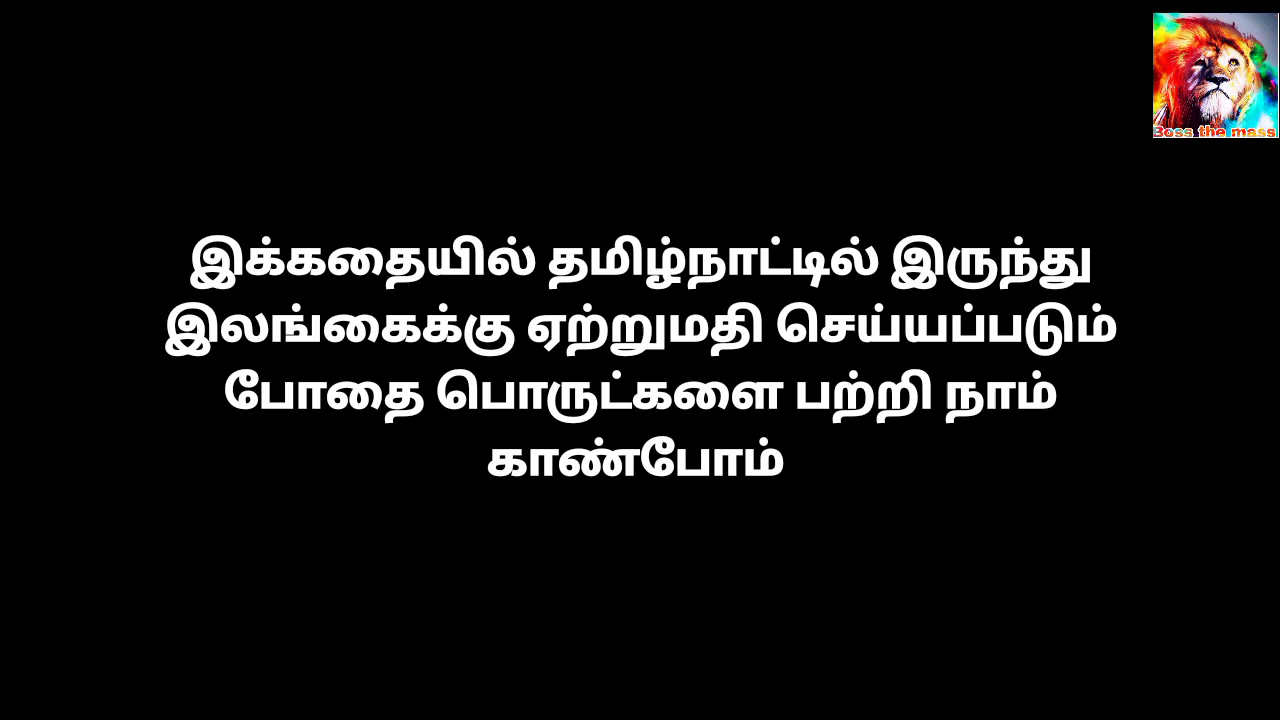 Boss the mass
இக்கதையில் தமிழ்நாட்டில் இருந்து
இலங்கைக்கு ஏற்றுமதி செய்யப்படும்
போதை பொருட்களை பற்றி நாம்
காண்போம்